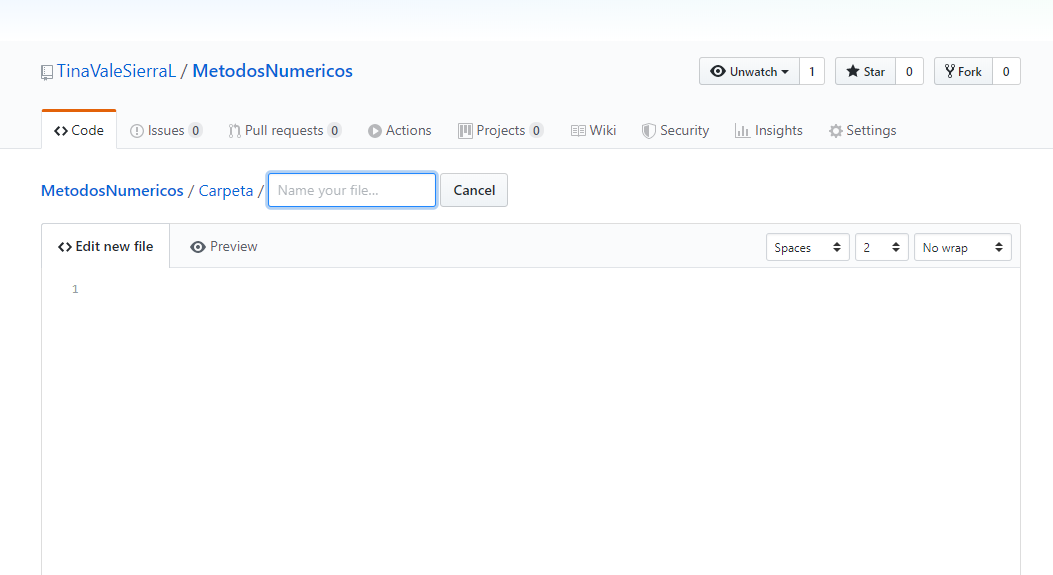 TinaValeSierraL / MetodosNumericos
Unwatch 1 Star 0 Fork 0
Code Issues 0 Pull requests 0 Actions Projects 0 Wiki Security Insights Settings
MetodosNumericos / Carpeta / Name your file... Cancel
Edit new file Preview Spaces 2 No wrap
1